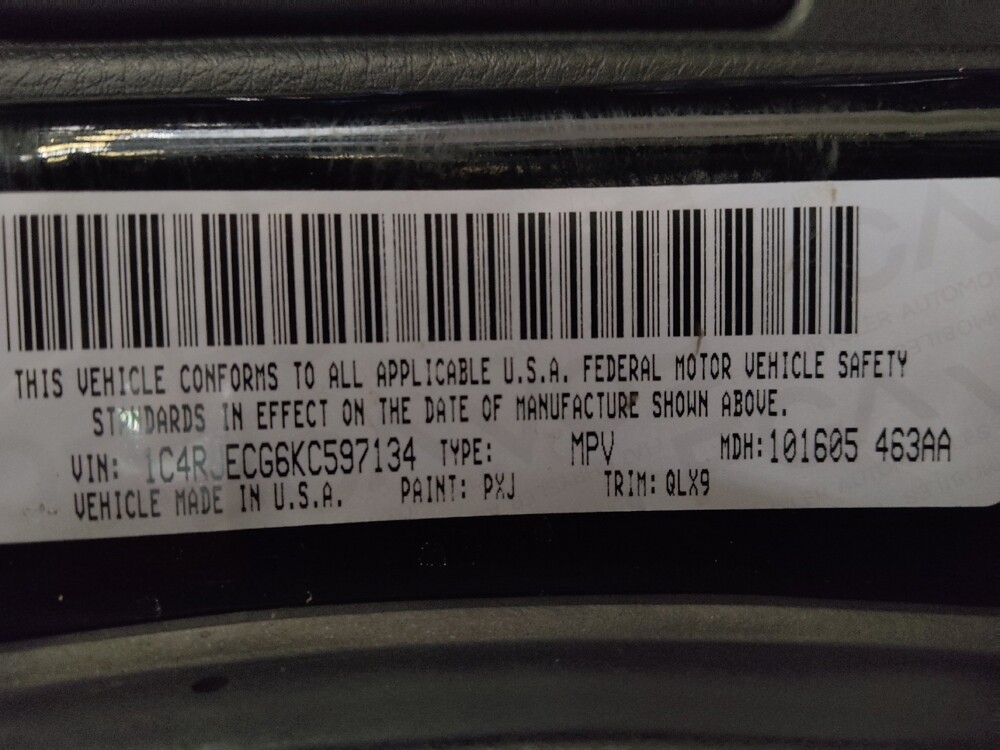 THIS VEHICLE CONFORMS TO ALL APPLICABLE U.S.A. FEDERAL MOTOR VEHICLE SAFETY
STANDARDS IN EFFECT ON THE DATE OF MANUFACTURE SHOWN ABOVE.
VIN: 1C4RJECG6KC597134 TYPE: MPV MDH:101605 463AA
VEHICLE MADE IN U.S.A. PAINT: PXJ TRIM: QLX9